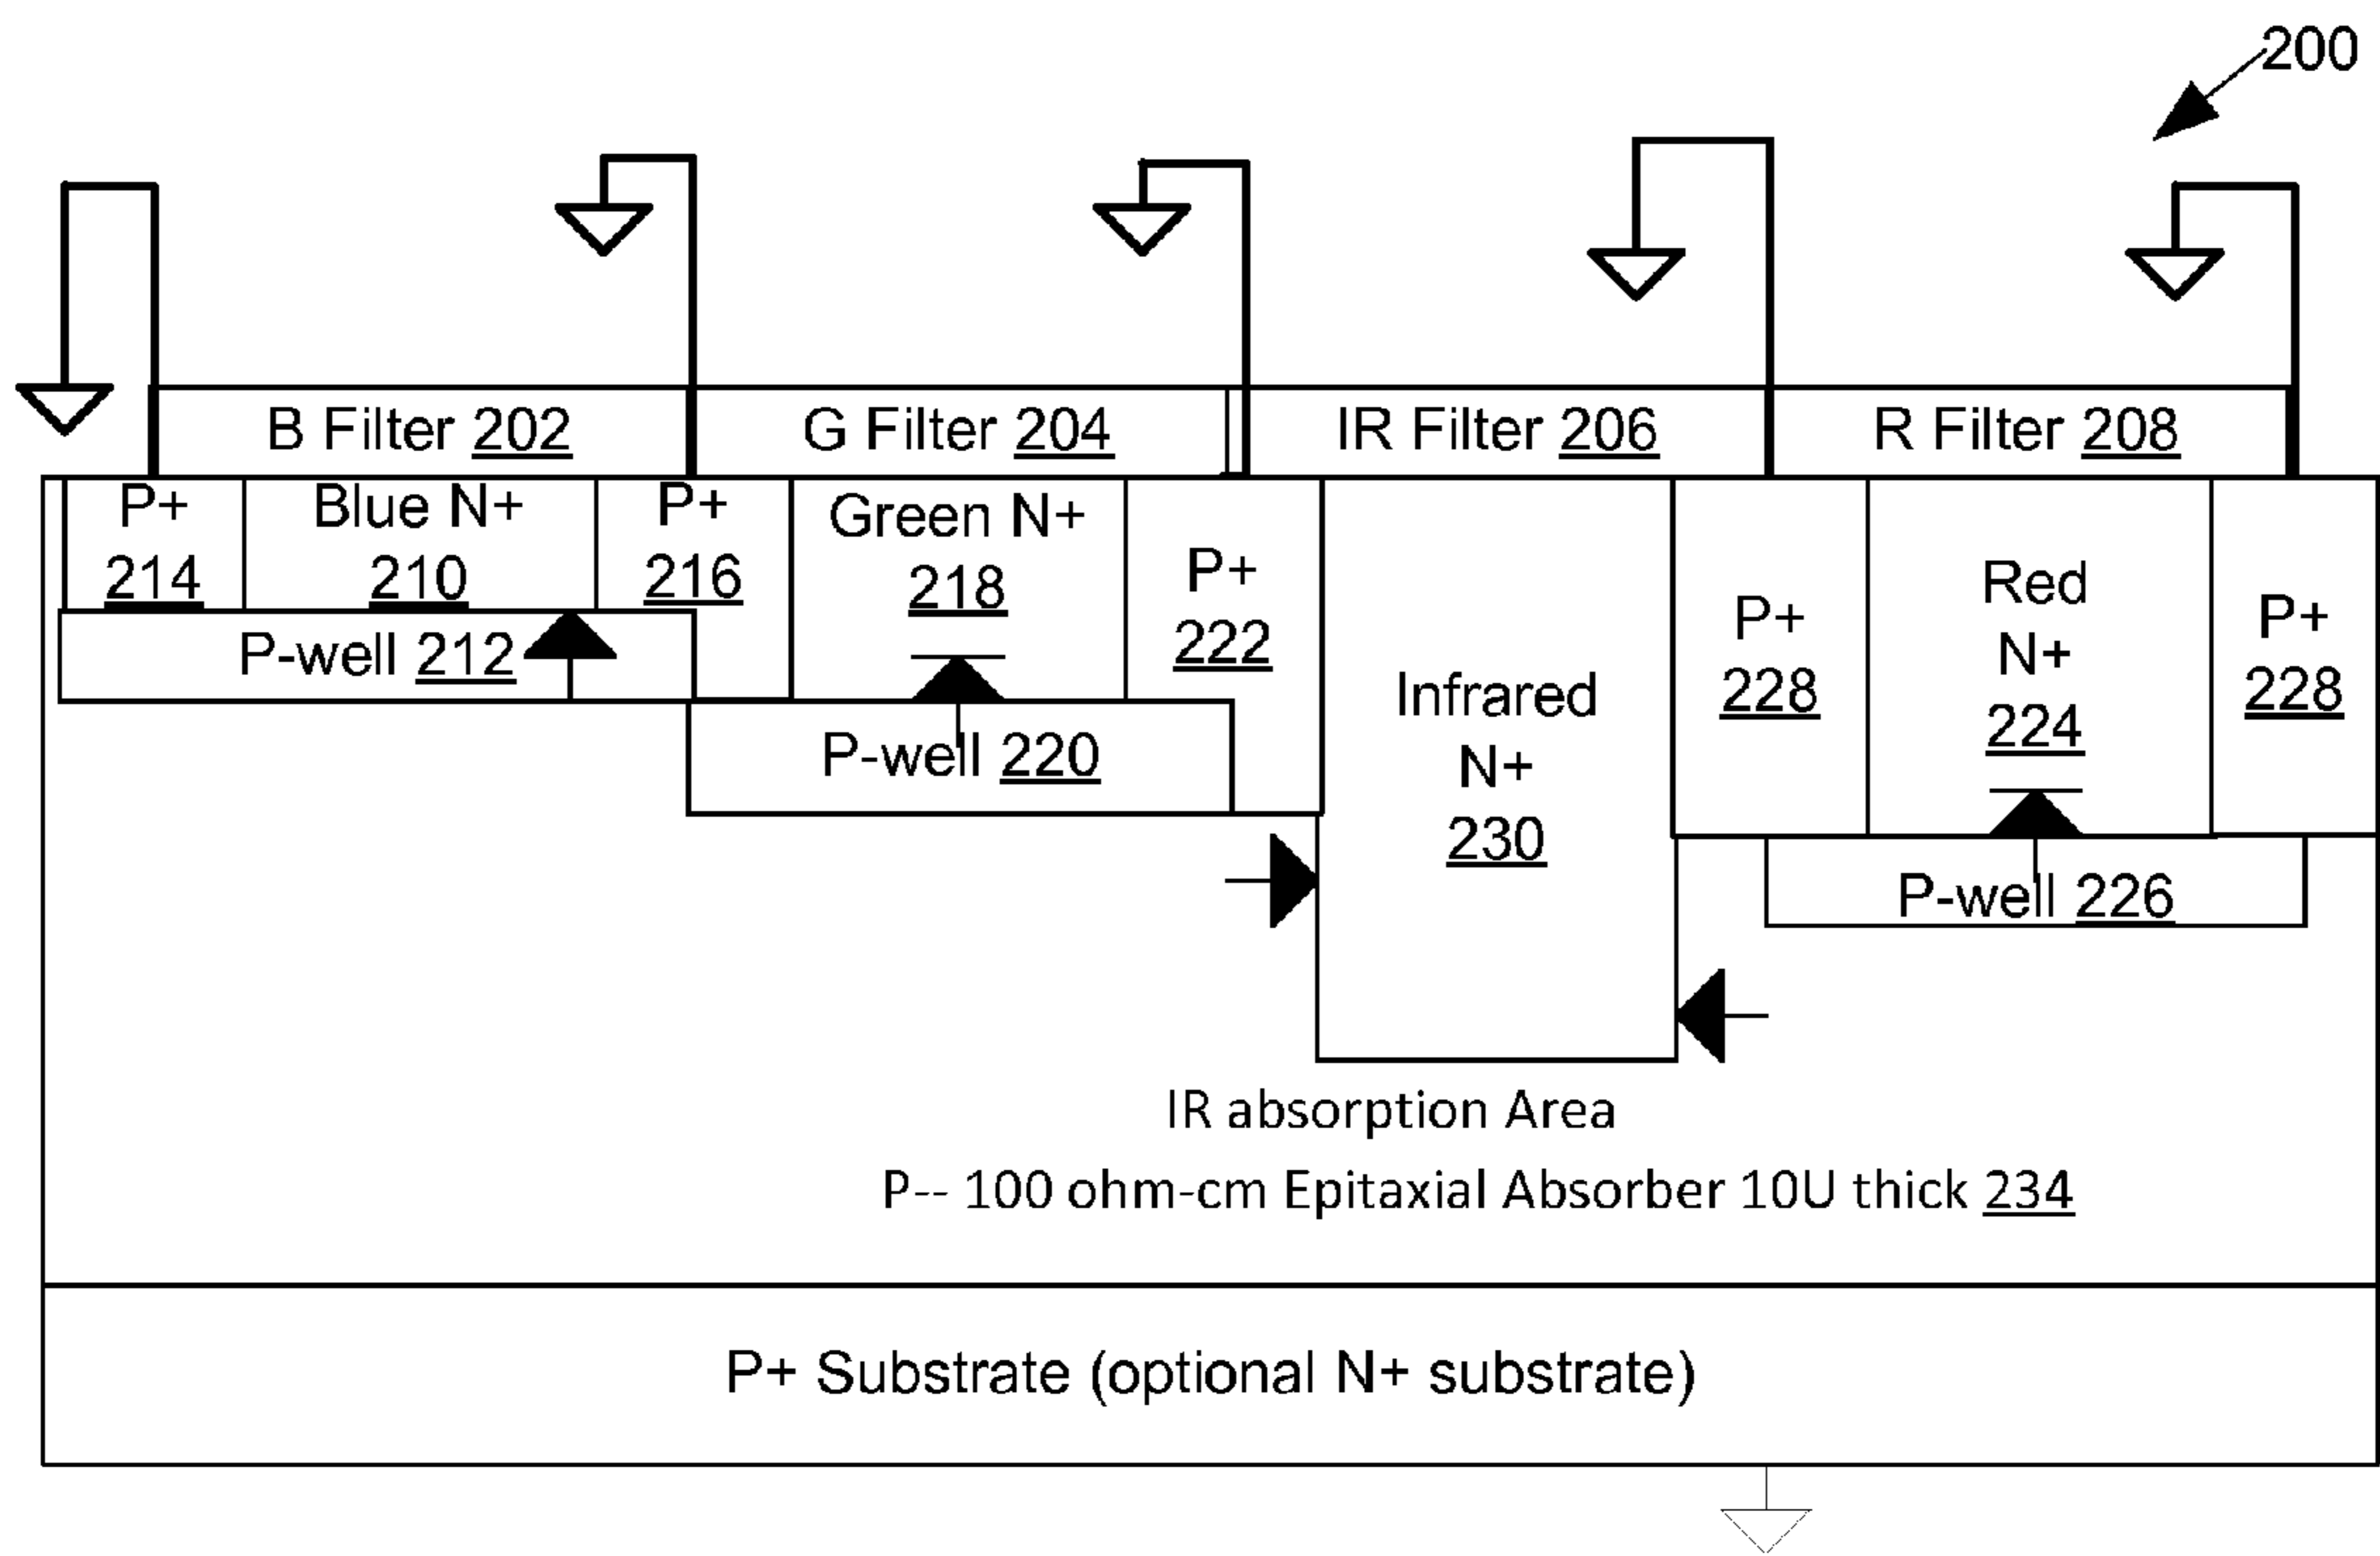 200
B Filter 202
G Filter 204
IR Filter 206
R Filter 208
P+
214
Blue N+
210
P+
216
Green N+
218
P+
222
Infrared
N+
230
P+
228
Red
N+
224
P+
228
P-well 212
P-well 220
P-well 226
IR absorption Area
P-- 100 ohm-cm Epitaxial Absorber 10U thick 234
P+ Substrate (optional N+ substrate)